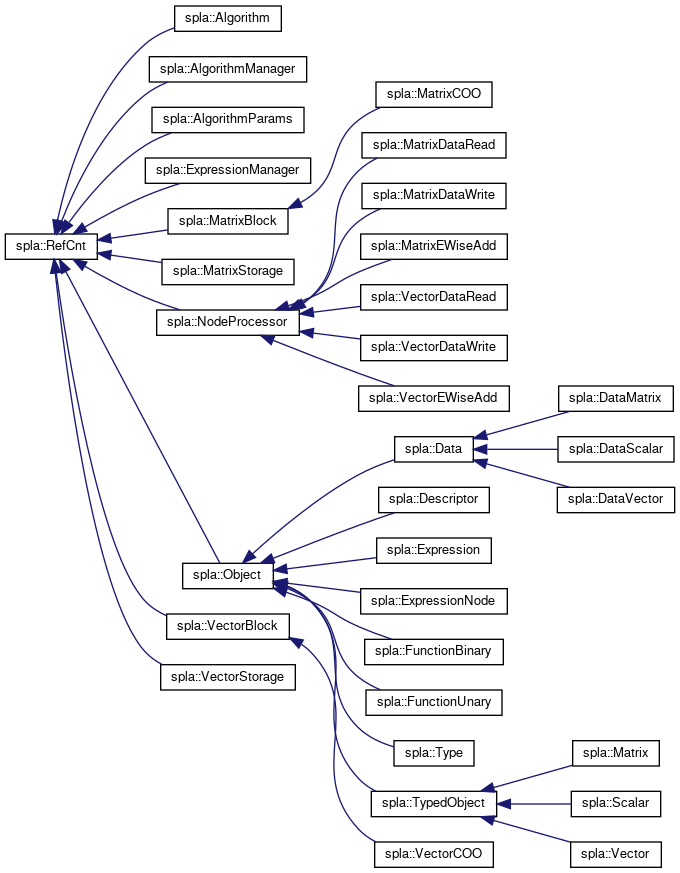 spla::RefCnt
spla::Algorithm
spla::AlgorithmManager
spla::AlgorithmParams
spla::ExpressionManager
spla::MatrixBlock
spla::MatrixStorage
spla::NodeProcessor
spla::Object
spla::VectorBlock
spla::VectorStorage
spla::MatrixCOO
spla::MatrixDataRead
spla::MatrixDataWrite
spla::MatrixEWiseAdd
spla::VectorDataRead
spla::VectorDataWrite
spla::VectorEWiseAdd
spla::Data
spla::Descriptor
spla::Expression
spla::ExpressionNode
spla::FunctionBinary
spla::FunctionUnary
spla::Type
spla::TypedObject
spla::VectorCOO
spla::DataMatrix
spla::DataScalar
spla::DataVector
spla::Matrix
spla::Scalar
spla::Vector